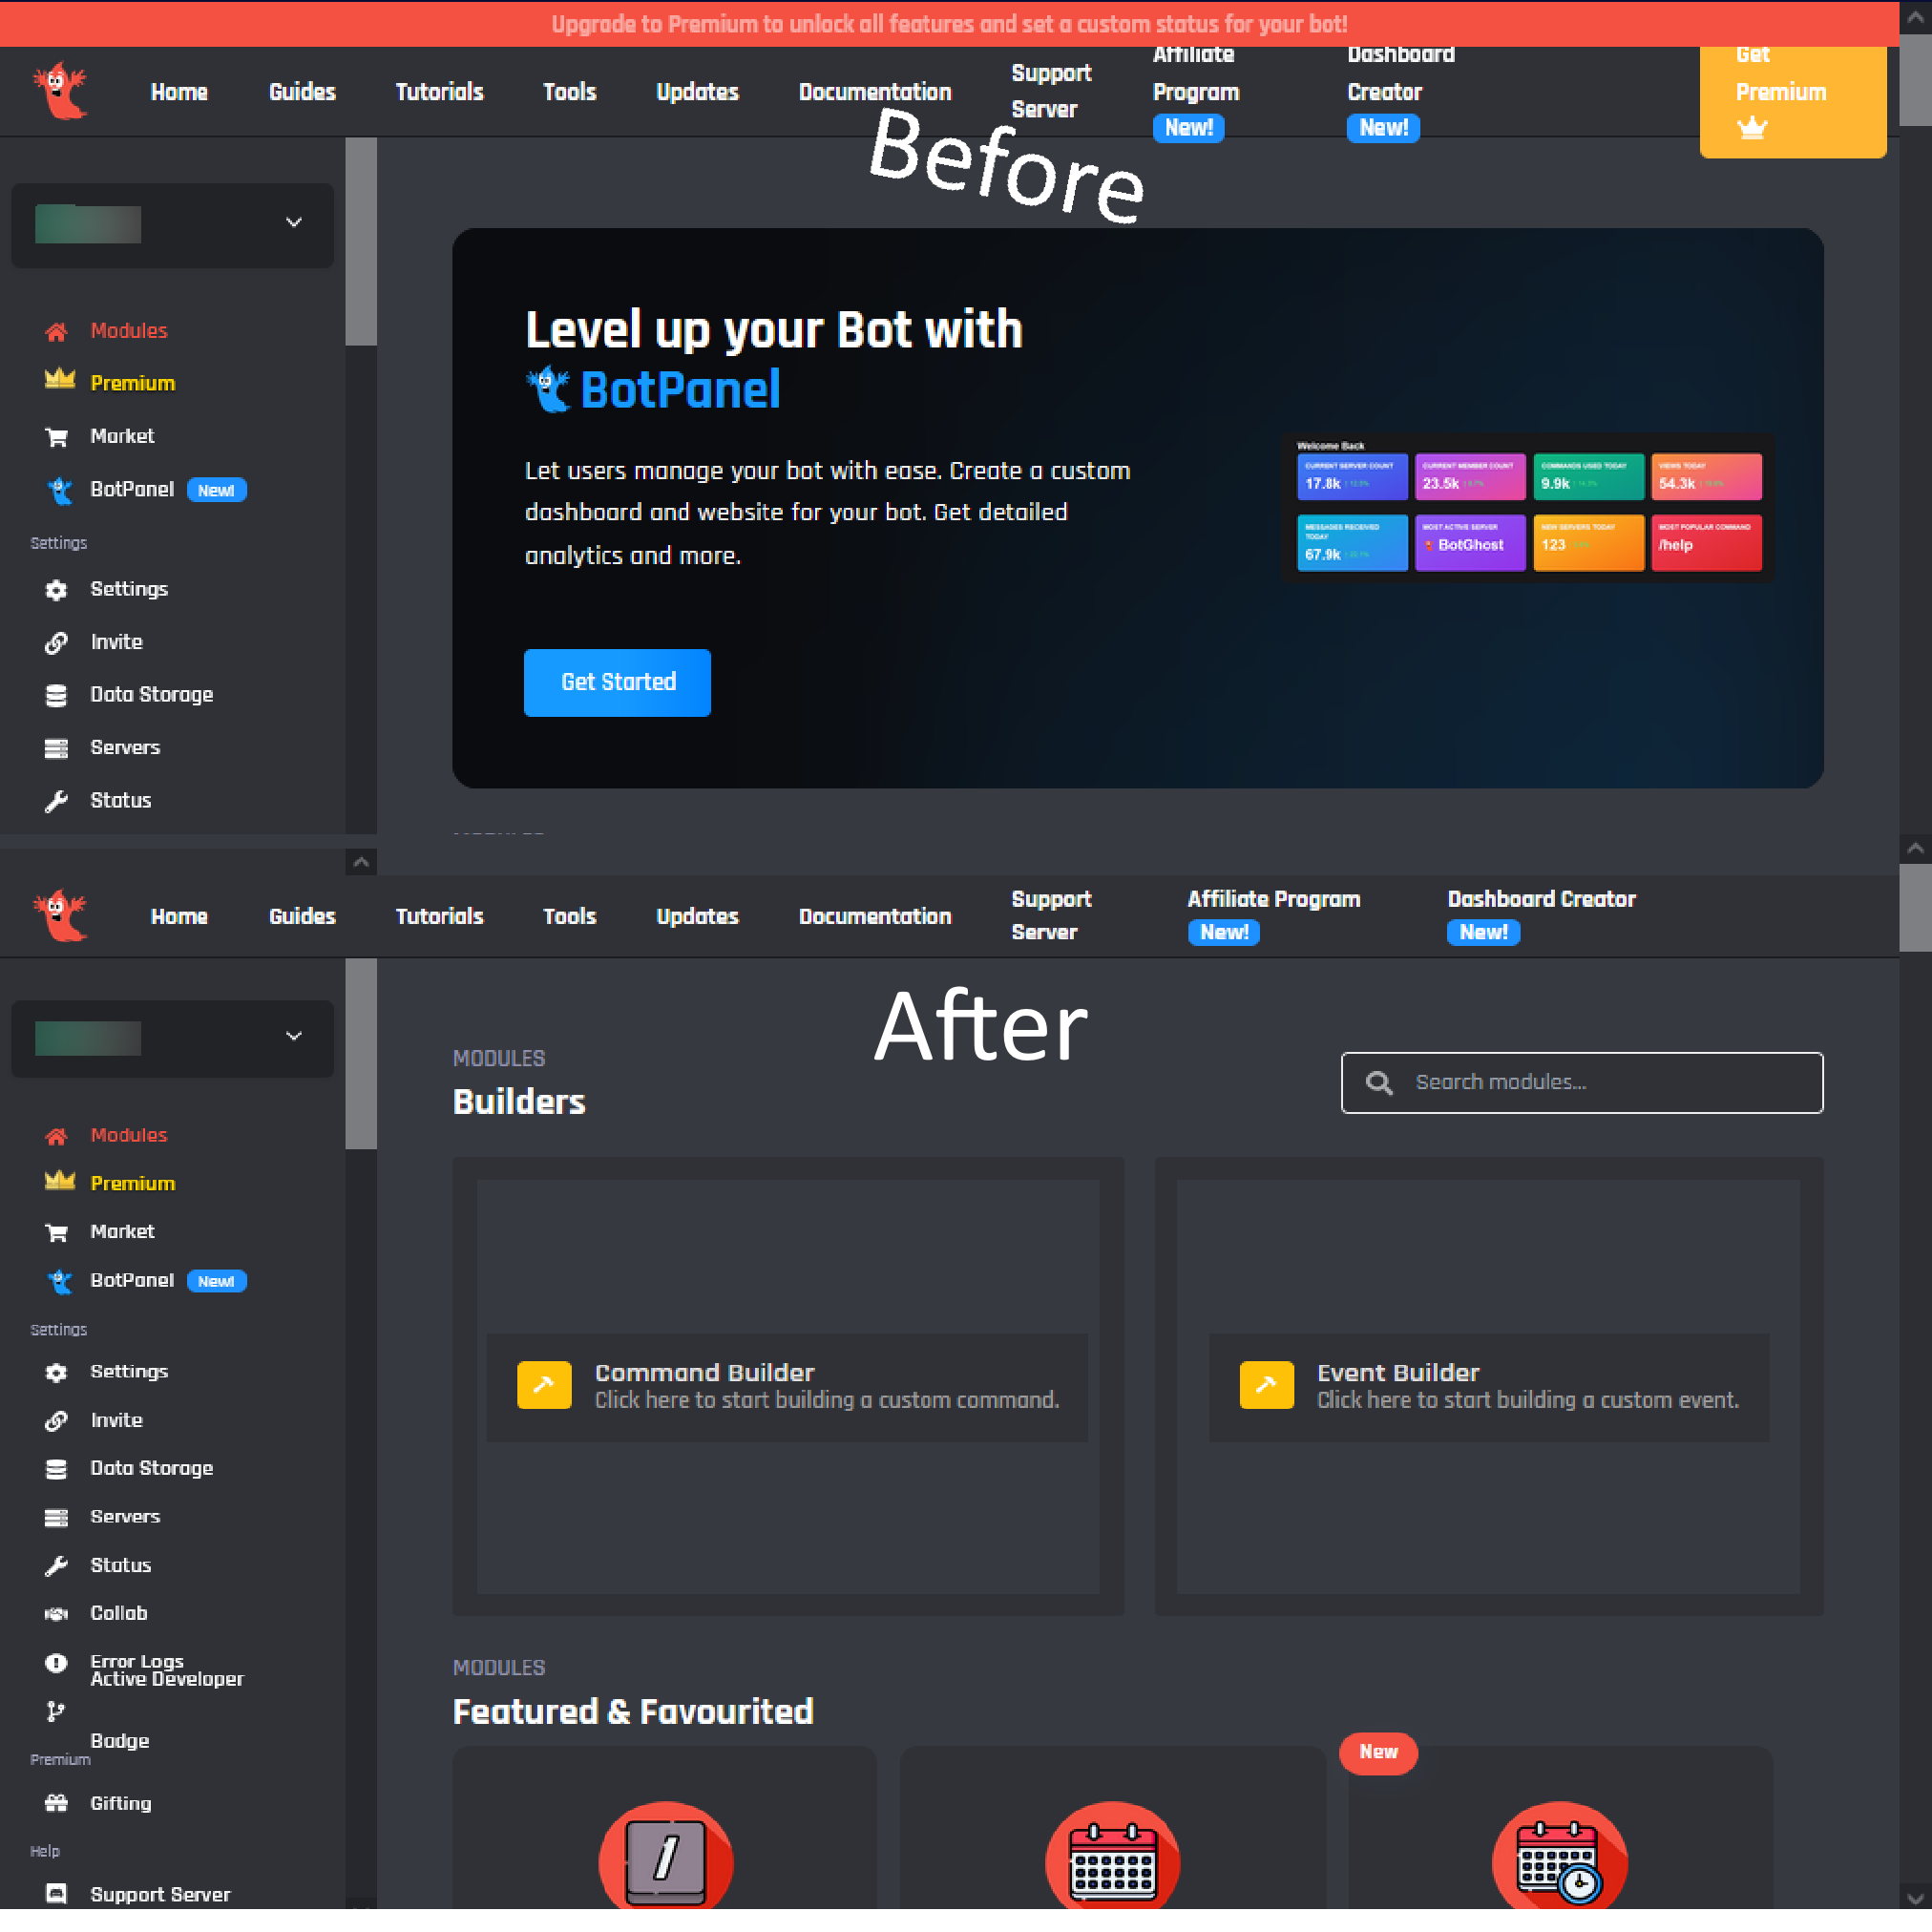 Upgrade to Premium to unlock all features and set a custom status for your bot!
Home
Guides
Tutorials
Tools
Updates
Documentation
Support
Server
Affiliate
Program
New!
Dashboard
Creator
New!
Get
Premium
Before
Modules
Premium
Market
BotPanel New!
Settings
Settings
Invite
Data Storage
Servers
Status
Level up your Bot with
BotPanel
Let users manage your bot with ease. Create a custom
dashboard and website for your bot. Get detailed
analytics and more.
Get Started
Welcome Back
CURRENT SERVER COUNT
17.8k
CURRENT MEMBER COUNT
23.5k
COMMANDS USED TODAY
9.9k
VIEWS TODAY
54.3k
MESSAGES RECEIVED
TODAY
67.9k
MOST ACTIVE SERVER
BotGhost
NEW SERVERS TODAY
123
MOST POPULAR COMMAND
/help
Home
Guides
Tutorials
Tools
Updates
Documentation
Support
Server
Affiliate Program
New!
Dashboard Creator
New!
After
Modules
Premium
Market
BotPanel New!
Settings
Settings
Invite
Data Storage
Servers
Status
Collab
Error Logs
Active Developer
Badge
Premium
Gifting
Help
Support Server
MODULES
Builders
Search modules...
Command Builder
Click here to start building a custom command.
Event Builder
Click here to start building a custom event.
MODULES
Featured & Favourited
New